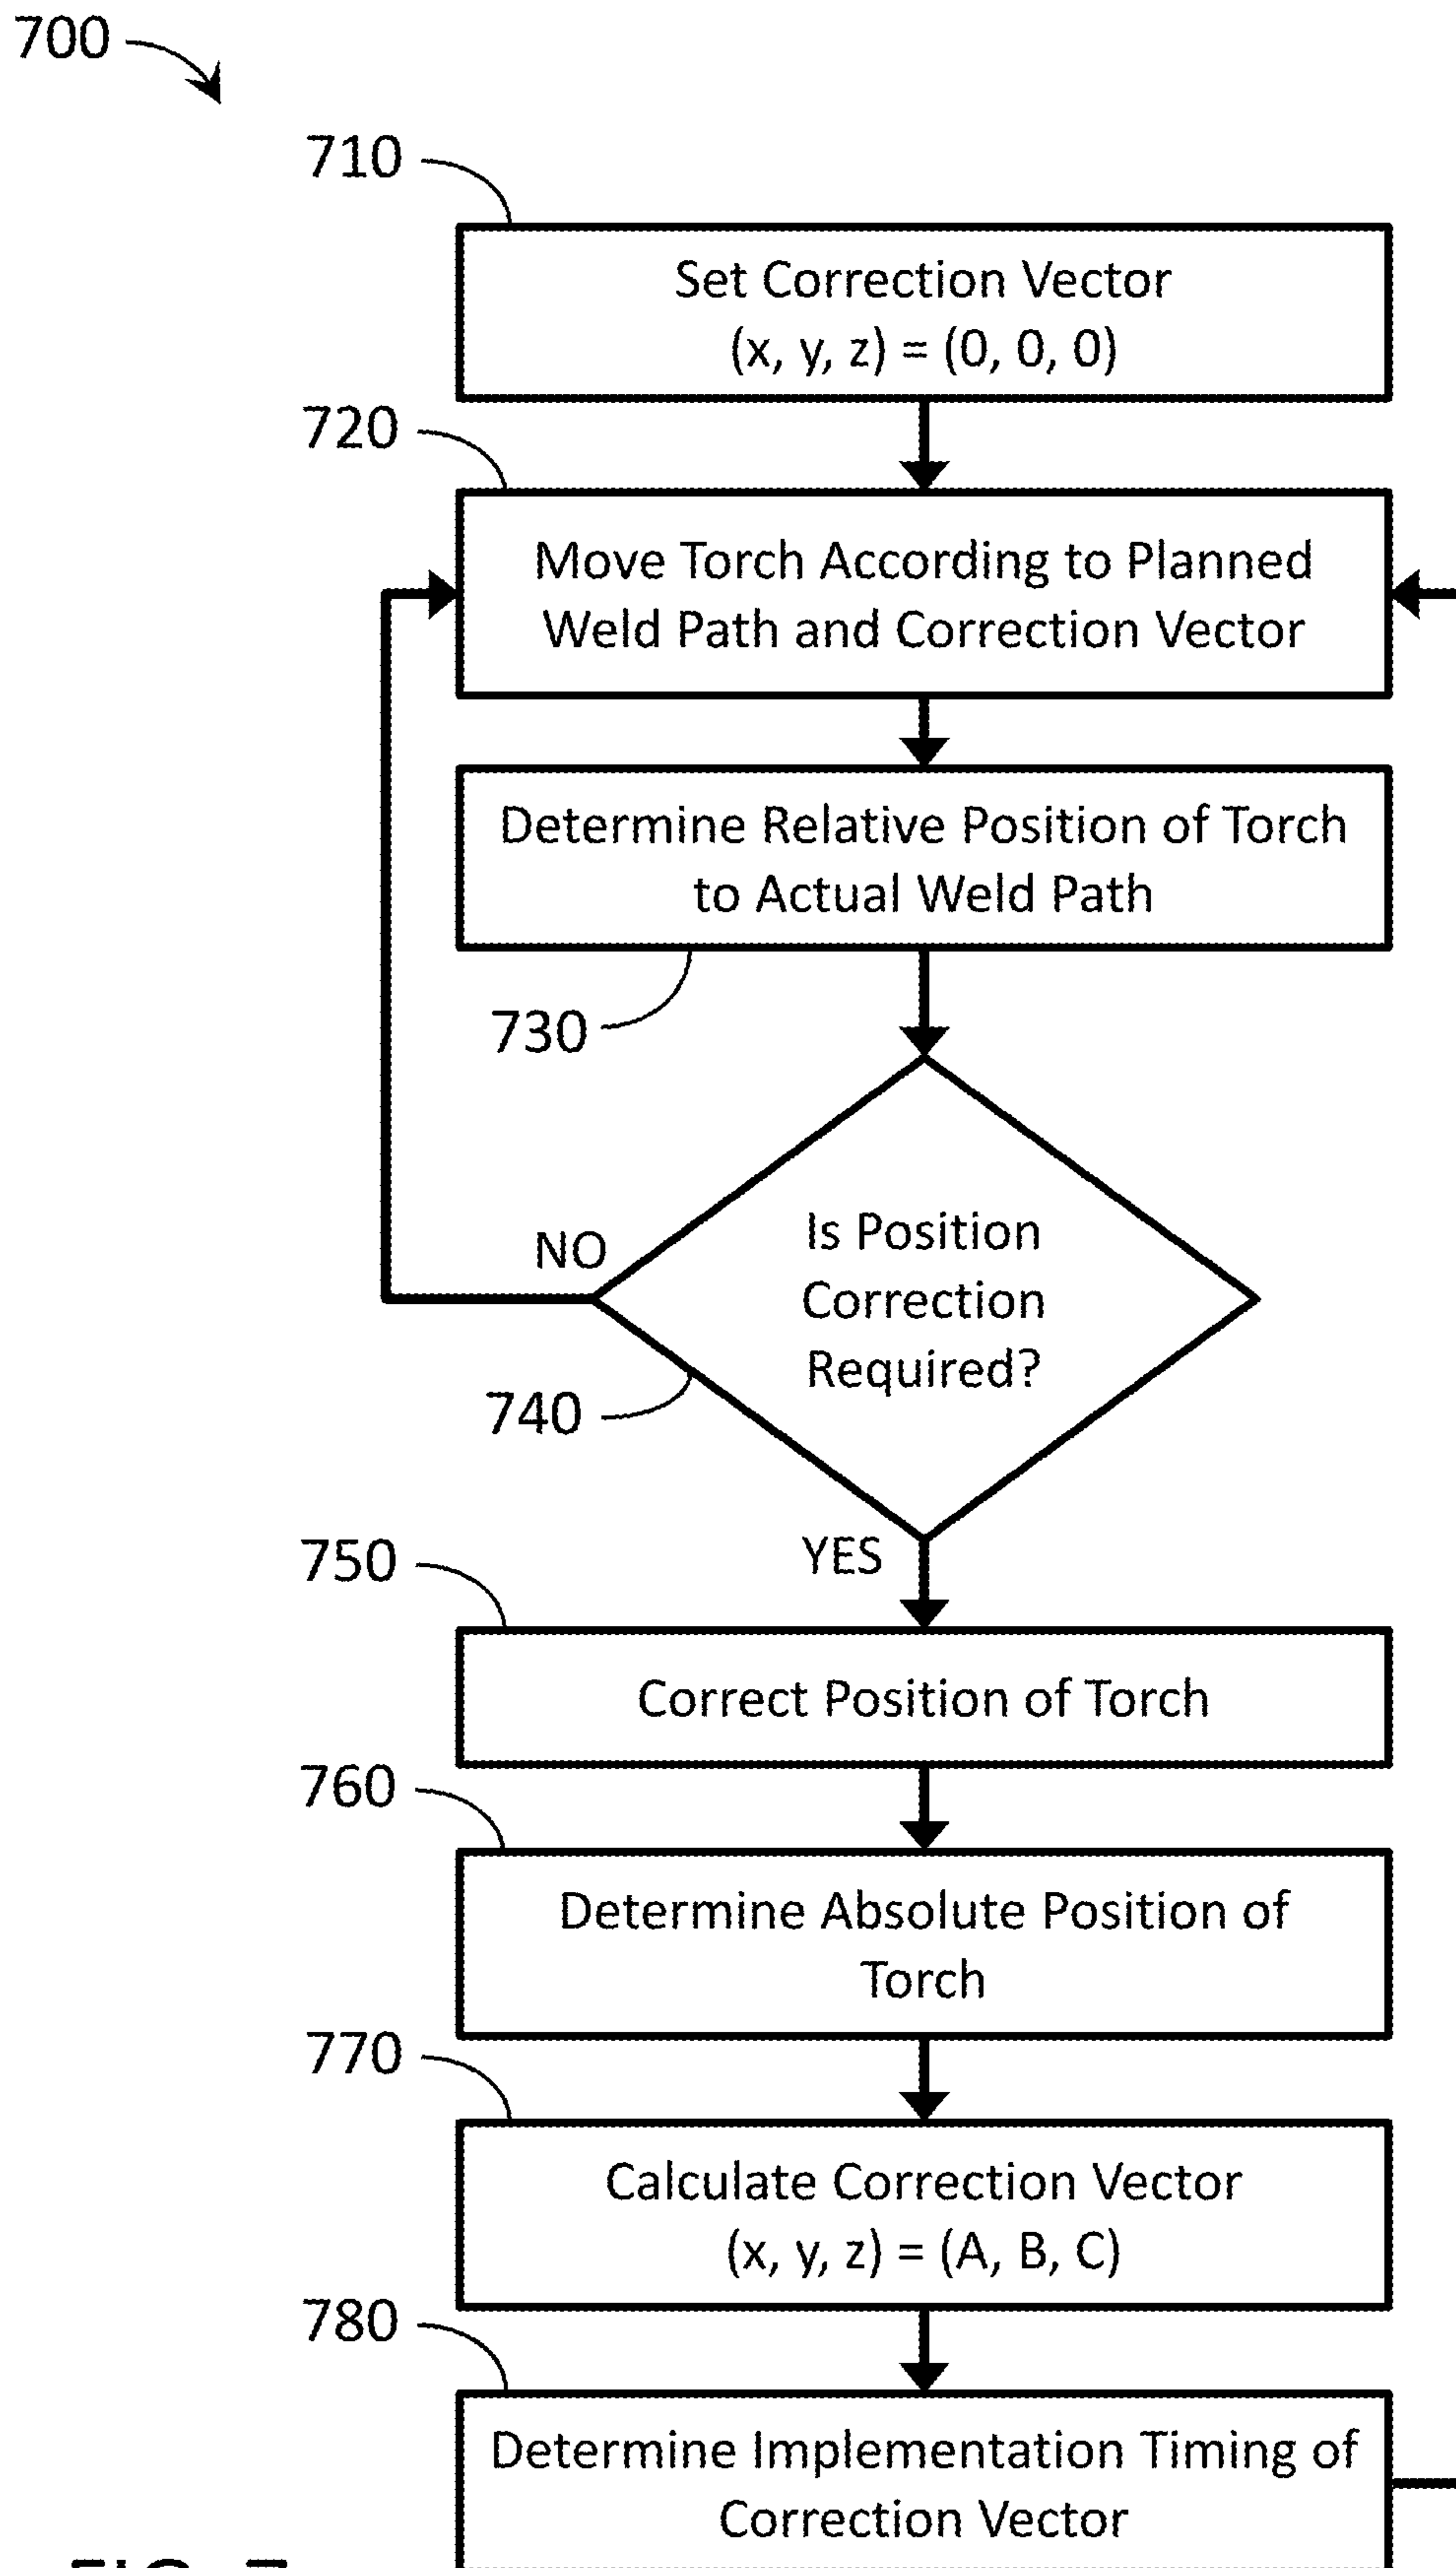 700
710
Set Correction Vector
(x, y, z) = (0, 0, 0)
720
Move Torch According to Planned
Weld Path and Correction Vector
Determine Relative Position of Torch
to Actual Weld Path
730
NO
Is Position
Correction
Required?
740
YES
750
Correct Position of Torch
760
Determine Absolute Position of
Torch
770
Calculate Correction Vector
(x, y, z) = (A, B, C)
780
Determine Implementation Timing of
Correction Vector